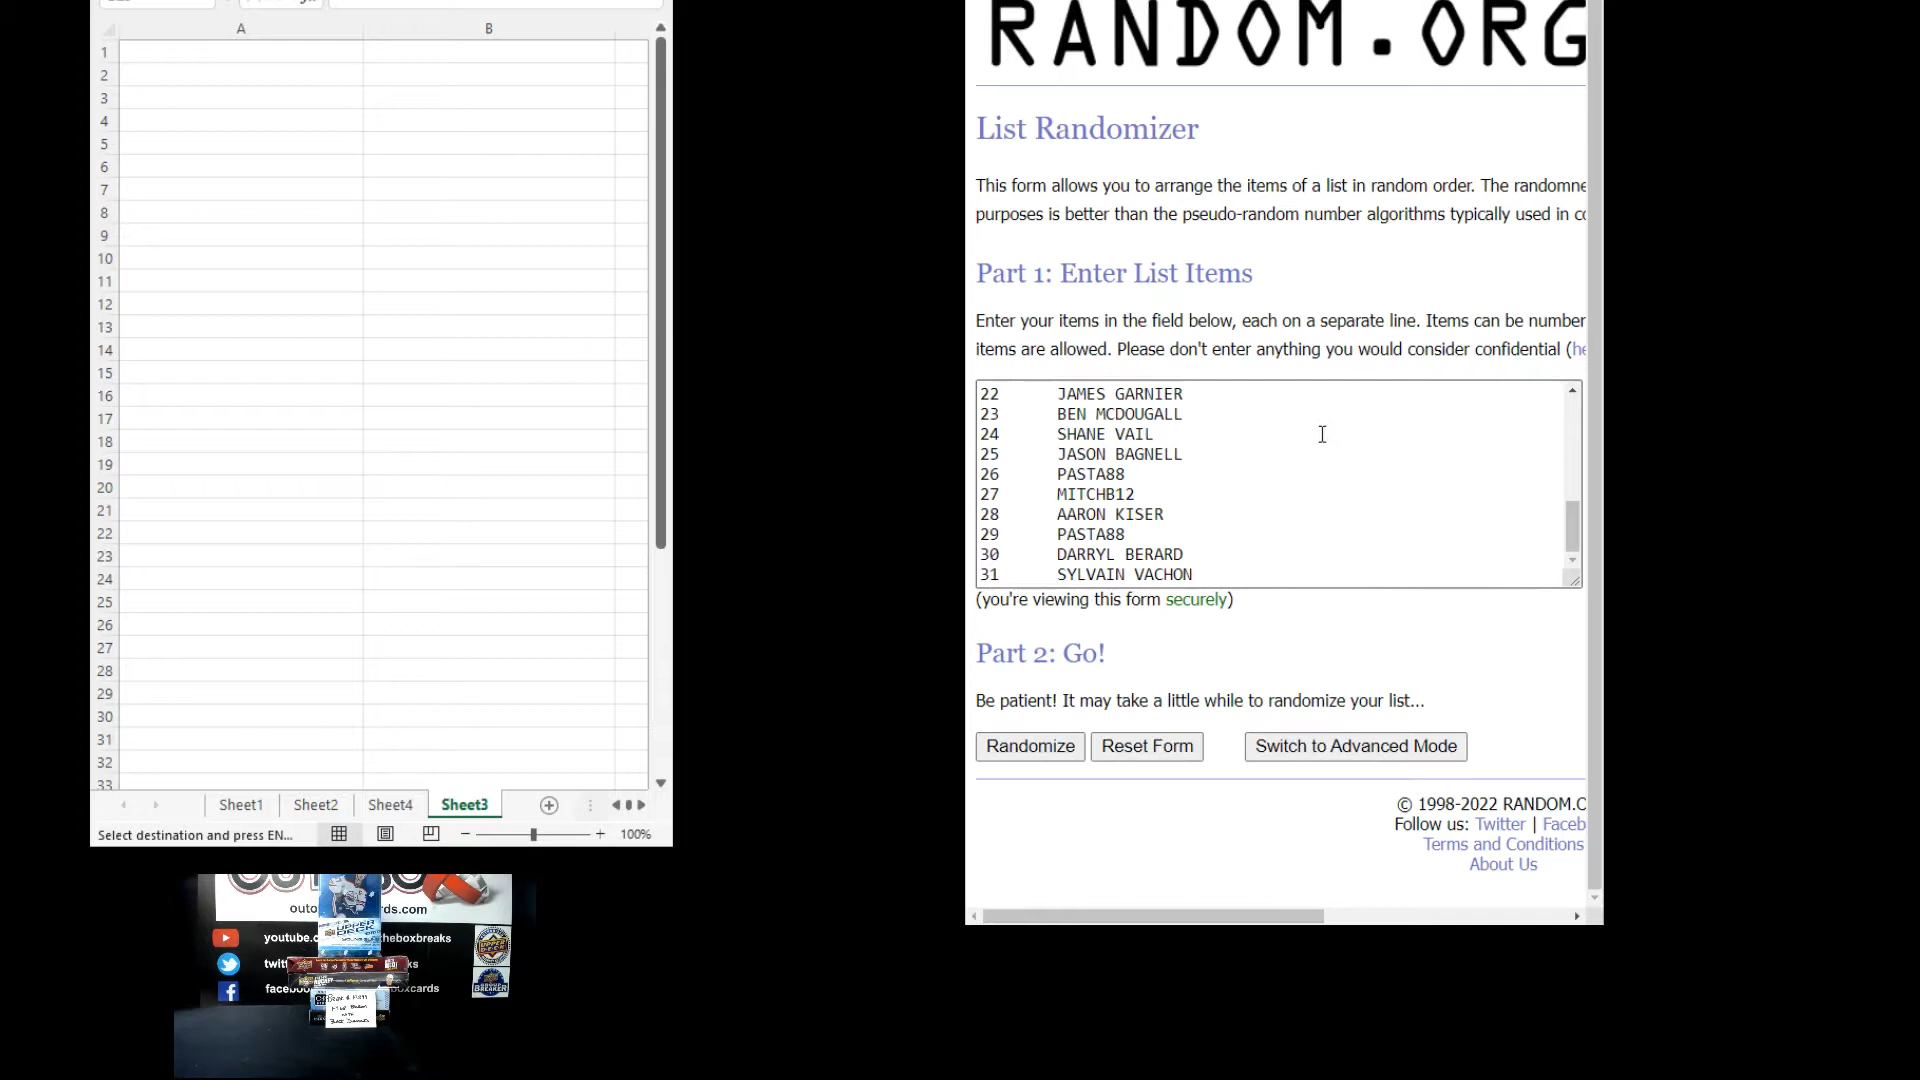 A B
1
2
3
4
5
6
7
8
9
10
11
12
13
14
15
16
17
18
19
20
21
22
23
24
25
26
27
28
29
30
31
32
33
Sheet1 Sheet2 Sheet4 Sheet3
Select destination and press EN... 100%
youtube.c heboxbreaks
UPPER DECK
RANDOM.ORG
List Randomizer
This form allows you to arrange the items of a list in random order. The randomne
purposes is better than the pseudo-random number algorithms typically used in co
Part 1: Enter List Items
Enter your items in the field below, each on a separate line. Items can be number
items are allowed. Please don't enter anything you would consider confidential (he
22 JAMES GARNIER
23 BEN MCDOUGALL
24 SHANE VAIL
25 JASON BAGNELL
26 PASTA88
27 MITCHB12
28 AARON KISER
29 PASTA88
30 DARRYL BERARD
31 SYLVAIN VACHON
(you're viewing this form securely)
Part 2: Go!
Be patient! It may take a little while to randomize your list...
Randomize Reset Form Switch to Advanced Mode
© 1998-2022 RANDOM.O
Follow us: Twitter | Faceb
Terms and Conditions
About Us